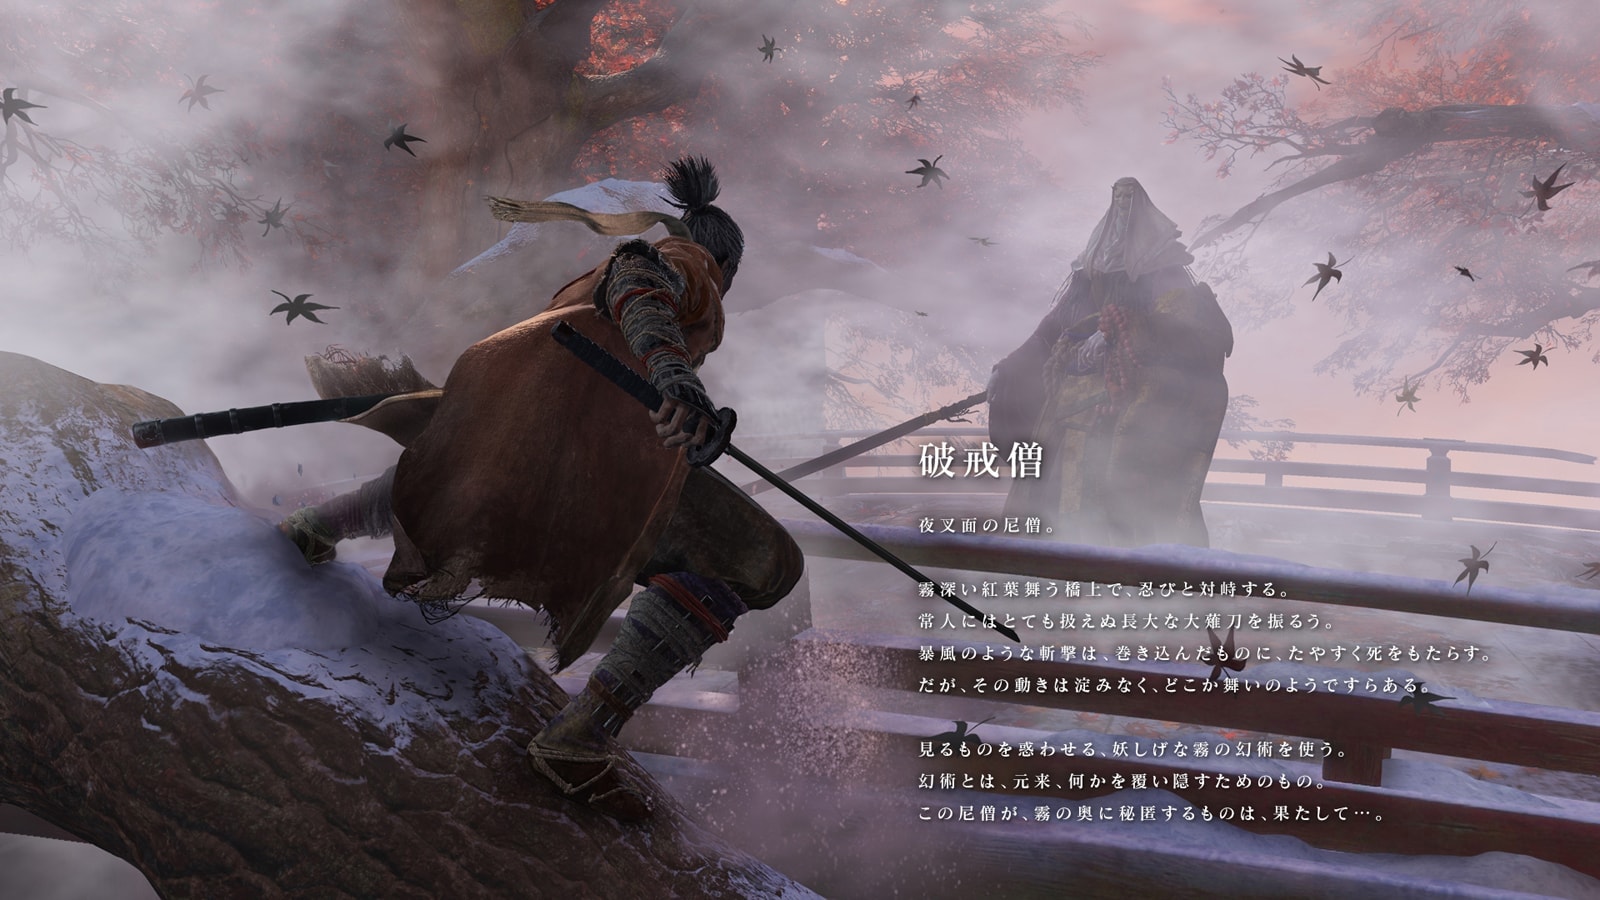 破戒僧
夜叉面の尼僧。
霧深い紅葉舞う橋上で、忍びと対峙する。
常人にはとても扱えぬ長大な大薙刀を振るう。
暴風のような斬撃は、巻き込んだものに、たやすく死をもたらす。
だが、その動きは淀みなく、どこか舞いのようですらある。
見るものを惑わせる、妖しげな霧の幻術を使う。
幻術とは、元来、何かを覆い隠すためのもの。
この尼僧が、霧の奥に秘匿するものは、果たして…。